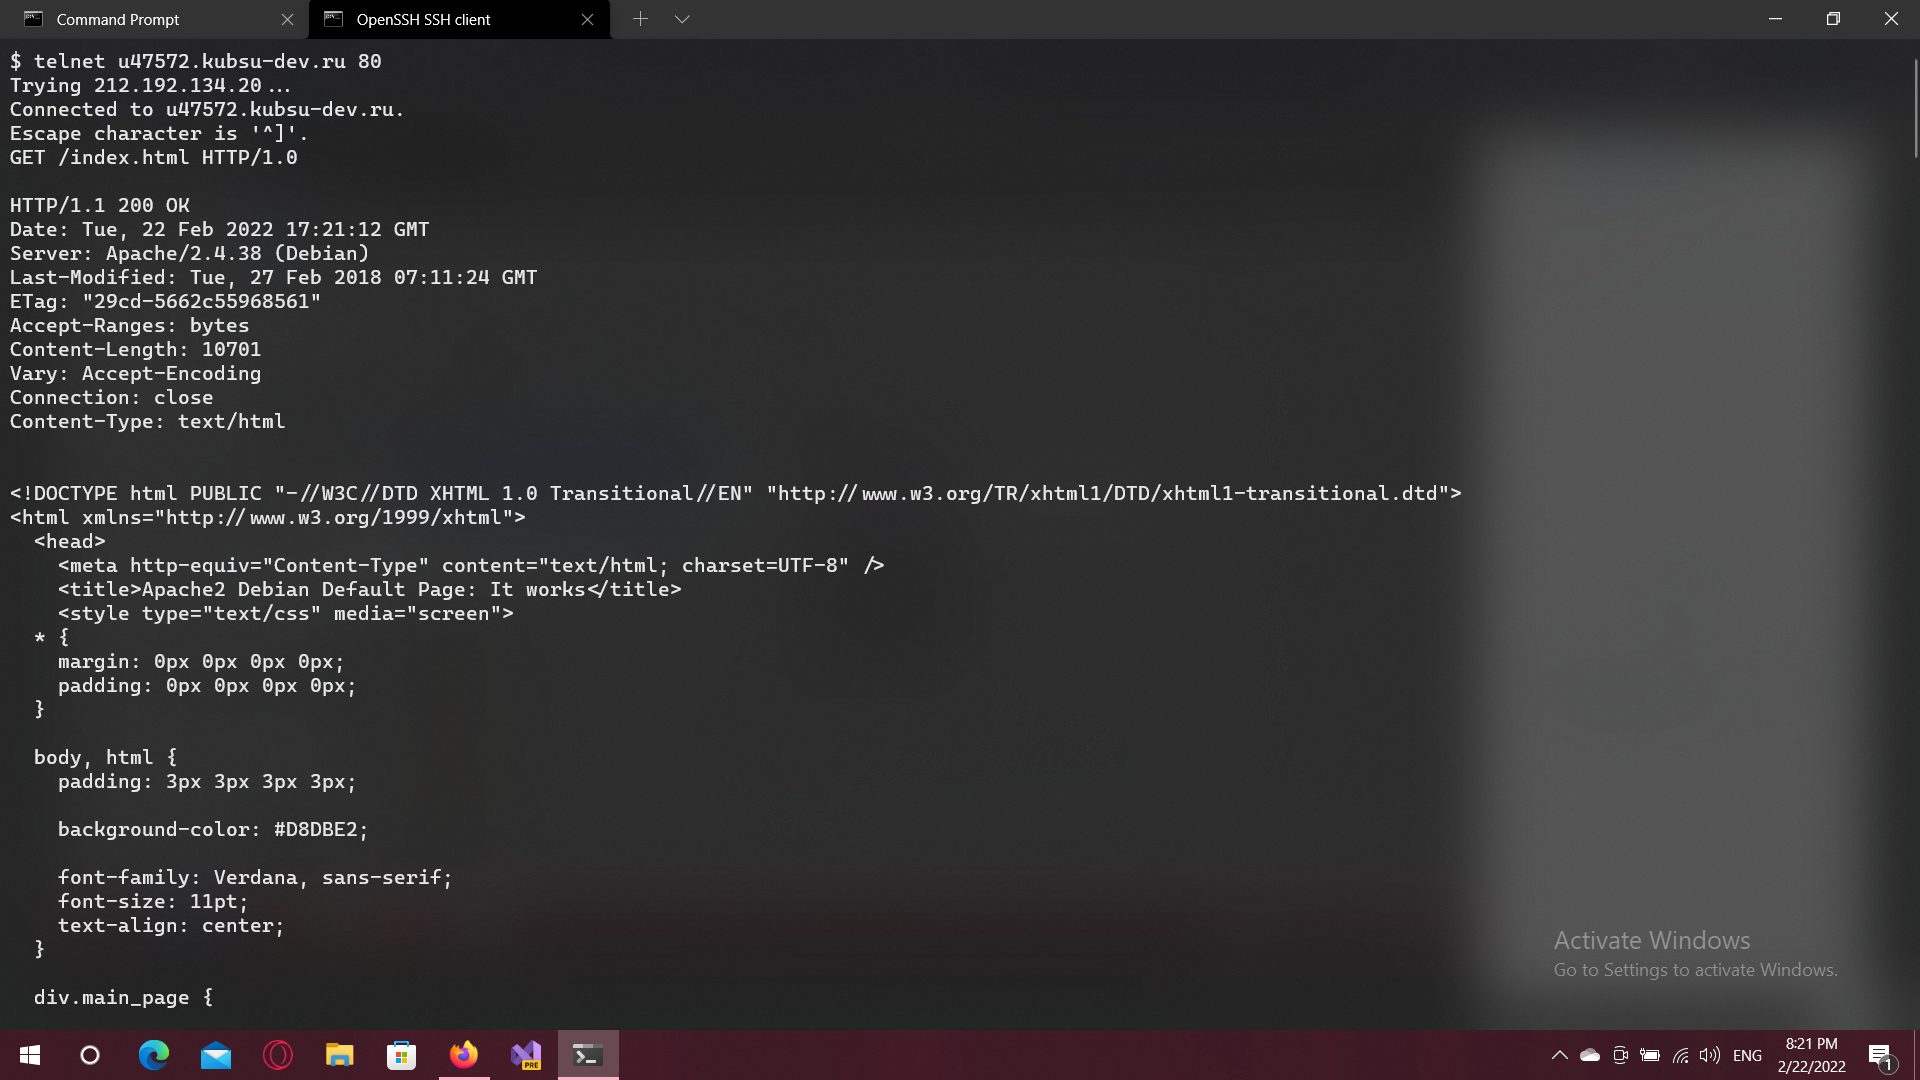 Command Prompt
OpenSSH SSH client
$ telnet u47572.kubsu-dev.ru 80
Trying 212.192.134.20...
Connected to u47572.kubsu-dev.ru.
Escape character is '^]'.
GET /index.html HTTP/1.0
HTTP/1.1 200 OK
Date: Tue, 22 Feb 2022 17:21:12 GMT
Server: Apache/2.4.38 (Debian)
Last-Modified: Tue, 27 Feb 2018 07:11:24 GMT
ETag: "29cd-5662c55968561"
Accept-Ranges: bytes
Content-Length: 10701
Vary: Accept-Encoding
Connection: close
Content-Type: text/html
<!DOCTYPE html PUBLIC "-//W3C//DTD XHTML 1.0 Transitional//EN" "http://www.w3.org/TR/xhtml1/DTD/xhtml1-transitional.dtd">
<html xmlns="http://www.w3.org/1999/xhtml">
  <head>
    <meta http-equiv="Content-Type" content="text/html; charset=UTF-8" />
    <title>Apache2 Debian Default Page: It works</title>
    <style type="text/css" media="screen">
  * {
    margin: 0px 0px 0px 0px;
    padding: 0px 0px 0px 0px;
  }
  body, html {
    padding: 3px 3px 3px 3px;
    background-color: #D8DBE2;
    font-family: Verdana, sans-serif;
    font-size: 11pt;
    text-align: center;
  }
  div.main_page {
Activate Windows
Go to Settings to activate Windows.
PRE
ENG
8:21 PM
2/22/2022
1